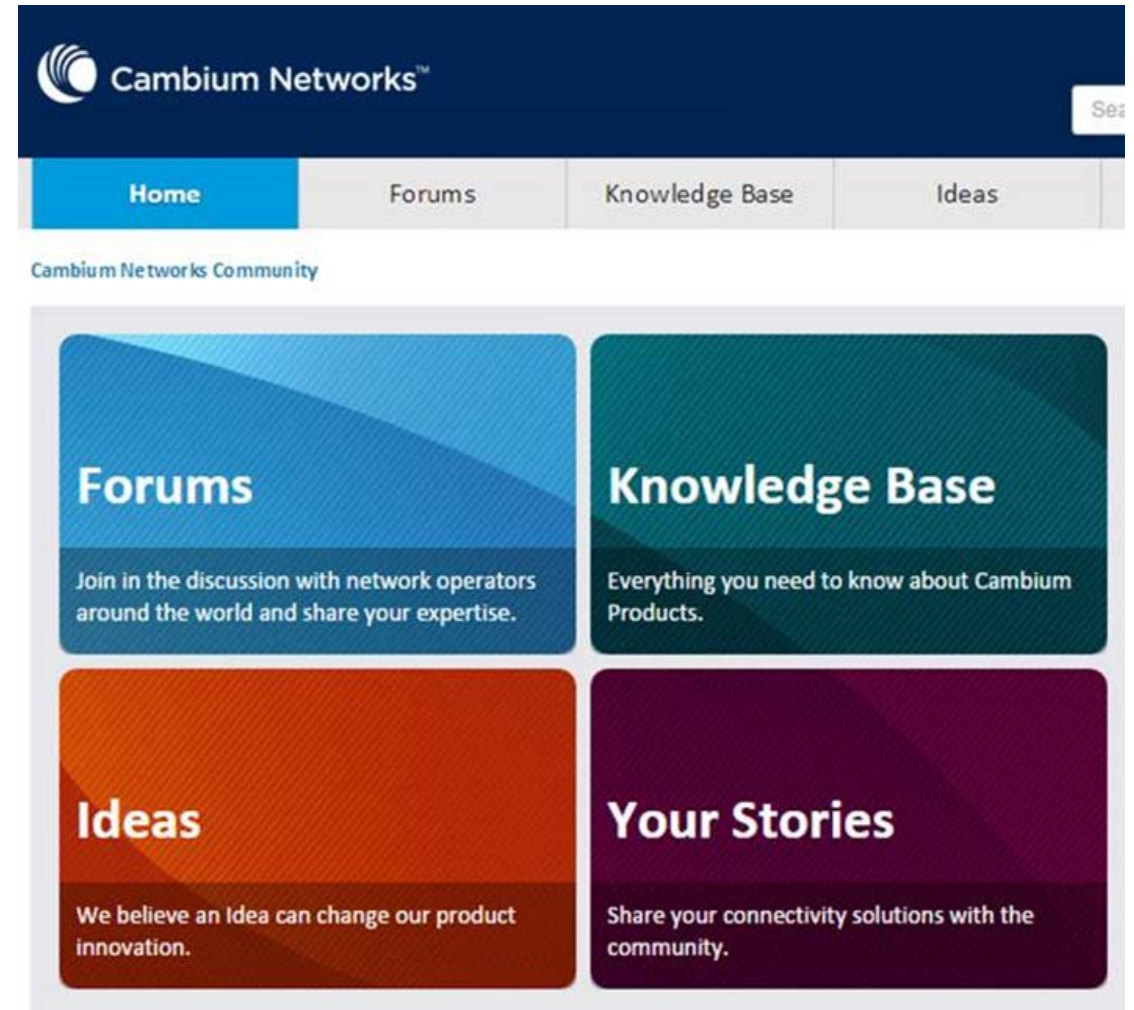 Cambium Networks™
Home
Forums
Knowledge Base
Ideas
Cambium Networks Community
Forums
Join in the discussion with network operators
around the world and share your expertise.
Knowledge Base
Everything you need to know about Cambium
Products.
Ideas
We believe an Idea can change our product
innovation.
Your Stories
Share your connectivity solutions with the
community.